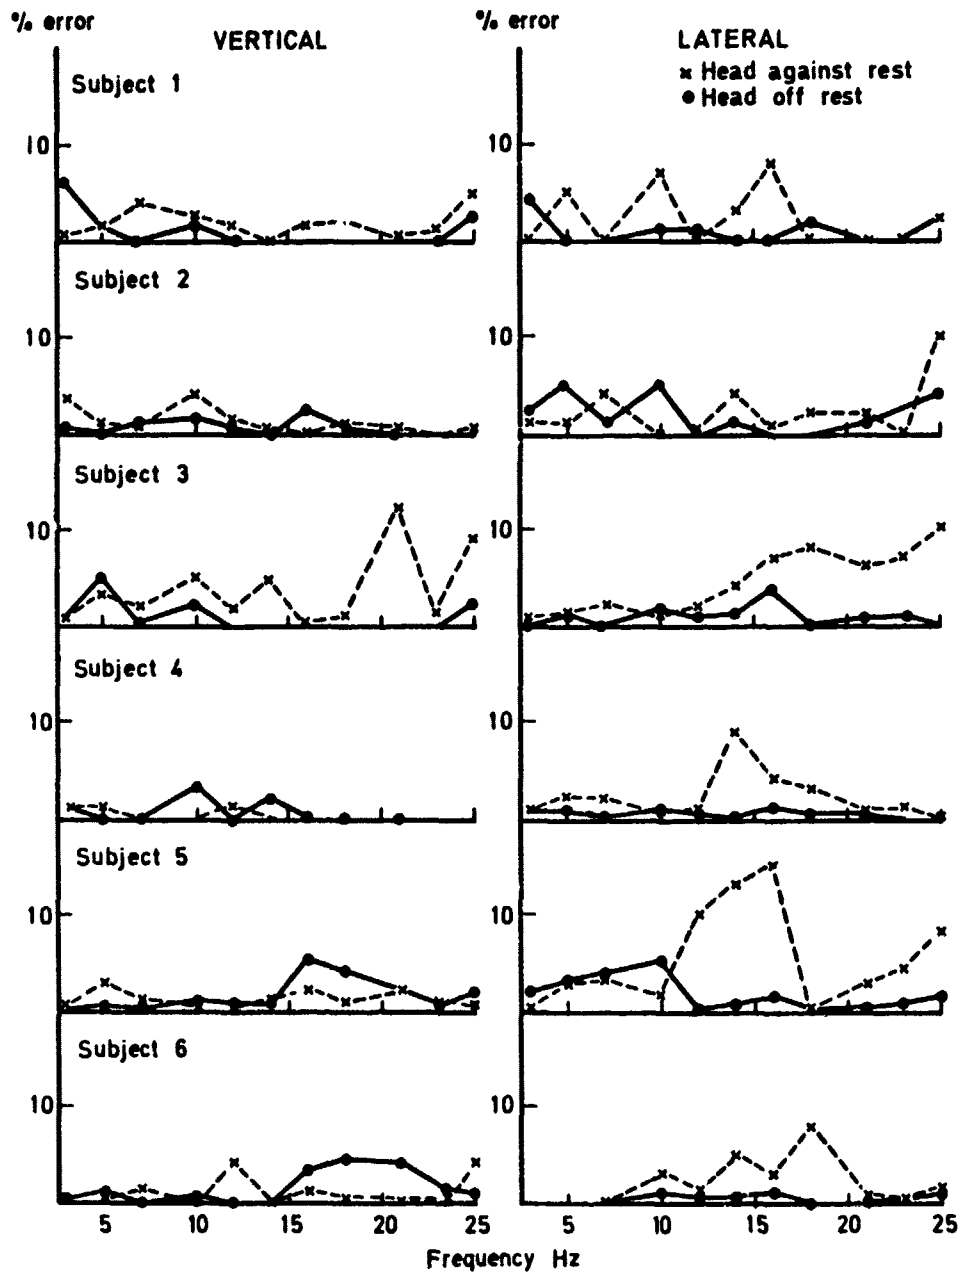 % error
VERTICAL
% error
LATERAL
× Head against rest
● Head off rest
Subject 1
10
10
Subject 2
10
10
Subject 3
10
10
Subject 4
10
10
Subject 5
10
10
Subject 6
10
10
5 10 15 20 25
5 10 15 20 25
Frequency Hz